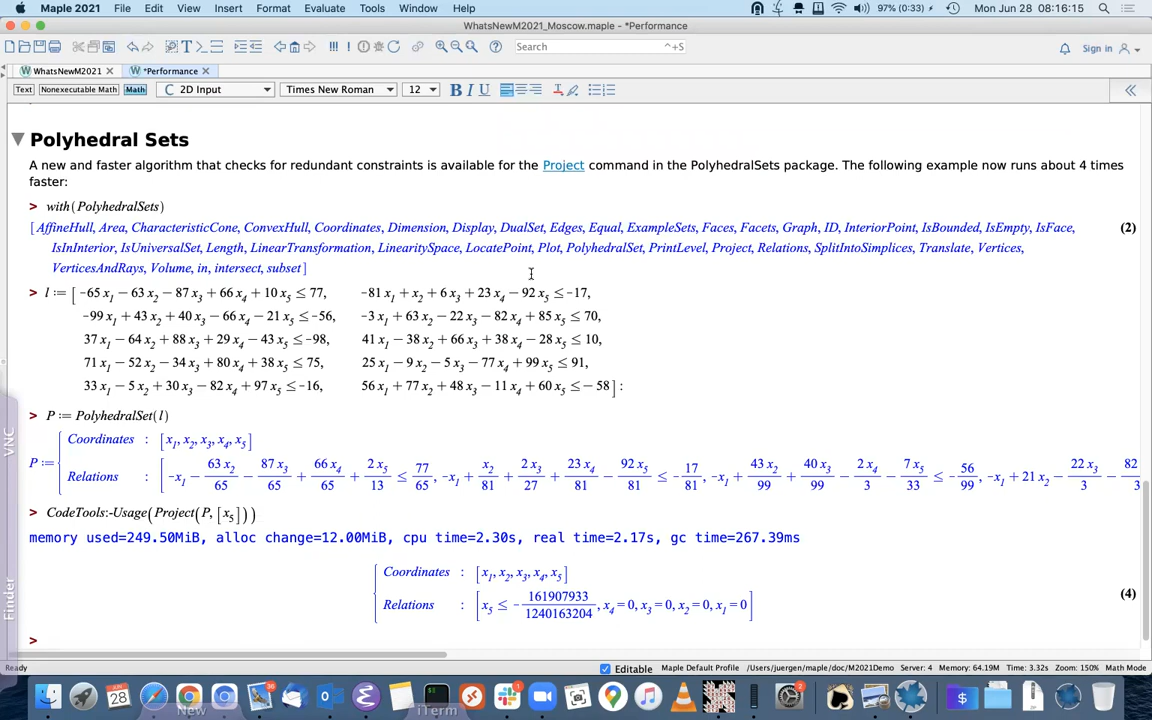 Maple 2021 File Edit View Insert Format Evaluate Tools Window Help 97% (0:33) Mon Jun 28 08:16:15
WhatsNewM2021_Moscow.maple - *Performance
Search ^+S Sign in
WhatsNewM2021 *Performance
Text Nonexecutable Math Math C 2D Input Times New Roman 12 B I U
Polyhedral Sets
A new and faster algorithm that checks for redundant constraints is available for the Project command in the PolyhedralSets package. The following example now runs about 4 times
faster:
> with(PolyhedralSets)
[AffineHull, Area, CharacteristicCone, ConvexHull, Coordinates, Dimension, Display, DualSet, Edges, Equal, ExampleSets, Faces, Facets, Graph, ID, InteriorPoint, IsBounded, IsEmpty, IsFace, (2)
IsInInterior, IsUniversalSet, Length, LinearTransformation, LinearitySpace, LocatePoint, Plot, PolyhedralSet, PrintLevel, Project, Relations, SplitIntoSimplices, Translate, Vertices,
VerticesAndRays, Volume, in, intersect, subset]
> l := [ -65 x₁ − 63 x₂ − 87 x₃ + 66 x₄ + 10 x₅ ≤ 77, -81 x₁ + x₂ + 6 x₃ + 23 x₄ − 92 x₅ ≤ -17,
-99 x₁ + 43 x₂ + 40 x₃ − 66 x₄ − 21 x₅ ≤ -56, -3 x₁ + 63 x₂ − 22 x₃ − 82 x₄ + 85 x₅ ≤ 70,
37 x₁ − 64 x₂ + 88 x₃ + 29 x₄ − 43 x₅ ≤ -98, 41 x₁ − 38 x₂ + 66 x₃ + 38 x₄ − 28 x₅ ≤ 10,
71 x₁ − 52 x₂ − 34 x₃ + 80 x₄ + 38 x₅ ≤ 75, 25 x₁ − 9 x₂ − 5 x₃ − 77 x₄ + 99 x₅ ≤ 91,
33 x₁ − 5 x₂ + 30 x₃ − 82 x₄ + 97 x₅ ≤ -16, 56 x₁ + 77 x₂ + 48 x₃ − 11 x₄ + 60 x₅ ≤ − 58 ] :
> P := PolyhedralSet(l)
Coordinates : [x₁, x₂, x₃, x₄, x₅]
P := Relations : [ -x₁ − 63 x₂/65 − 87 x₃/65 + 66 x₄/65 + 2 x₅/13 ≤ 77/65, -x₁ + x₂/81 + 2 x₃/27 + 23 x₄/81 − 92 x₅/81 ≤ -17/81, -x₁ + 43 x₂/99 + 40 x₃/99 − 2 x₄/3 − 7 x₅/33 ≤ -56/99, -x₁ + 21 x₂ − 22 x₃/3 − 82/3
> CodeTools:-Usage(Project(P, [x₅]))
memory used=249.50MiB, alloc change=12.00MiB, cpu time=2.30s, real time=2.17s, gc time=267.39ms
Coordinates : [x₁, x₂, x₃, x₄, x₅]
Relations : [ x₅ ≤ -161907933/1240163204, x₄ = 0, x₃ = 0, x₂ = 0, x₁ = 0 ] (4)
>
VNC
Finder
Ready Editable Maple Default Profile /Users/juergen/maple/doc/M2021Demo Server: 4 Memory: 64.19M Time: 3.32s Zoom: 150% Math Mode
New iTerm